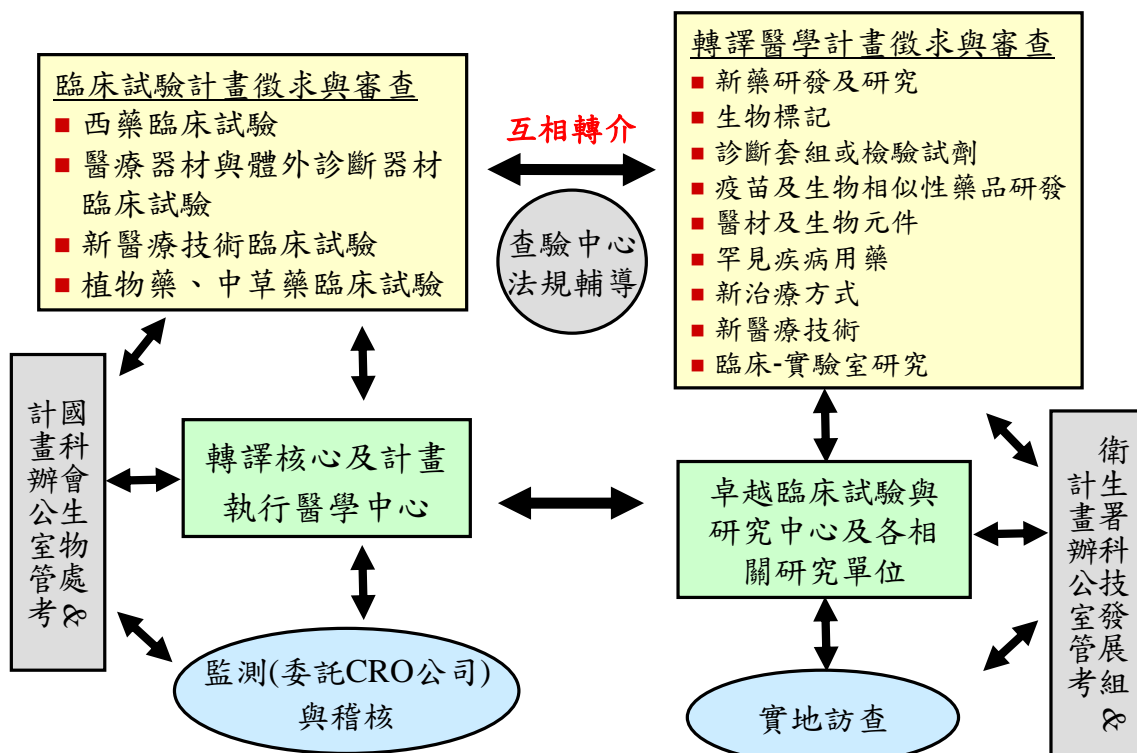 臨床試驗計畫徵求與審查
西藥臨床試驗
醫療器材與體外診斷器材
臨床試驗
新醫療技術臨床試驗
植物藥、中草藥臨床試驗
互相轉介
查驗中心
法規輔導
轉譯醫學計畫徵求與審查
新藥研發及研究
生物標記
診斷套組或檢驗試劑
疫苗及生物相似性藥品研發
醫材及生物元件
罕見疾病用藥
新治療方式
新醫療技術
臨床-實驗室研究
國科會生物處&
計畫辦公室管考
轉譯核心及計畫
執行醫學中心
卓越臨床試驗與
研究中心及各相
關研究單位
衛生署科技發展組&
計畫辦公室管考
監測(委託CRO公司)
與稽核
實地訪查